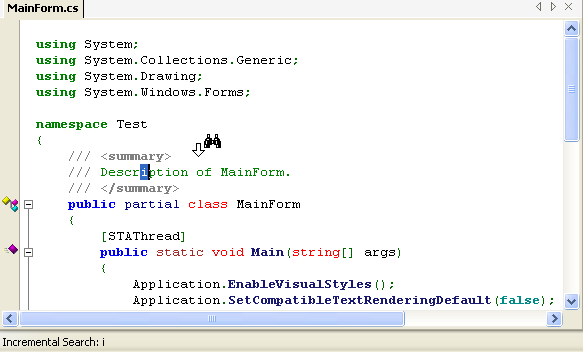 MainForm.cs
using System;
using System.Collections.Generic;
using System.Drawing;
using System.Windows.Forms;
namespace Test
{
/// <summary>
/// Description of MainForm.
/// </summary>
public partial class MainForm
{
[STAThread]
public static void Main(string[] args)
{
Application.EnableVisualStyles();
Application.SetCompatibleTextRenderingDefault(false);
Incremental Search: i